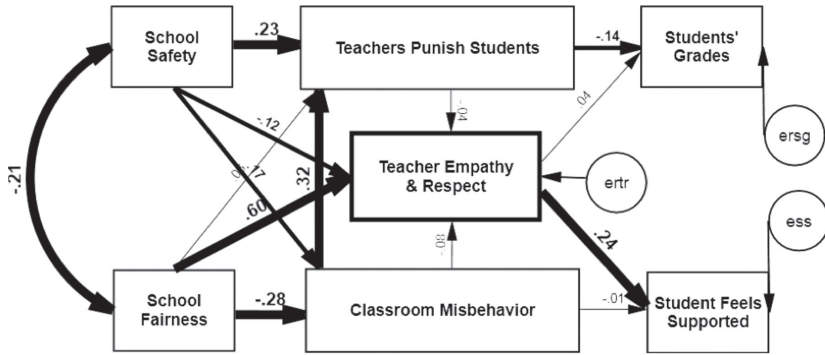 School
Safety
.23
Teachers Punish Students
-.14
Students'
Grades
-.12
-.04
.04
ersg
-.21
.17
.32
Teacher Empathy
& Respect
ertr
.60
ess
.24
-.08
School
Fairness
-.28
Classroom Misbehavior
-.01
Student Feels
Supported